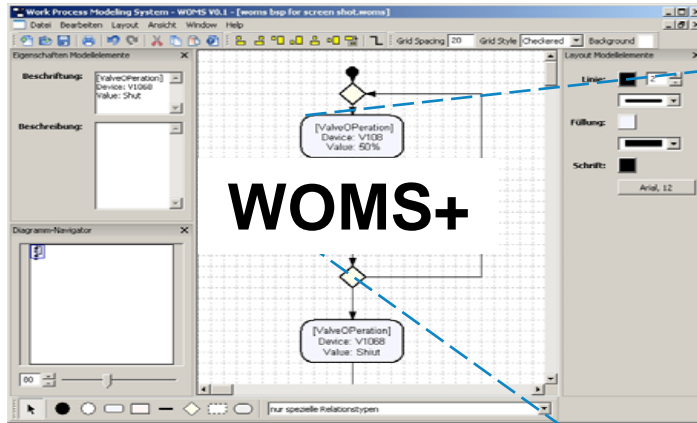 Work Process Modeling System - WOMS V0.1 - [woms bsp for screen shot.woms]
Datei Bearbeiten Layout Ansicht Window Help
Grid Spacing 20 Grid Style Checkered Background
Eigenschaften Modellelemente
Beschriftung:
[ValveOPeration]
Device: V1068
Value: Shut
Beschreibung:
Diagramm-Navigator
80
[ValveOPeration]
Device: V108
Value: 50%
WOMS+
[ValveOPeration]
Device: V1068
Value: Shiut
Layout Modellelemente
Linie: 2
Füllung:
Schrift:
Arial, 12
nur spezielle Relationstypen